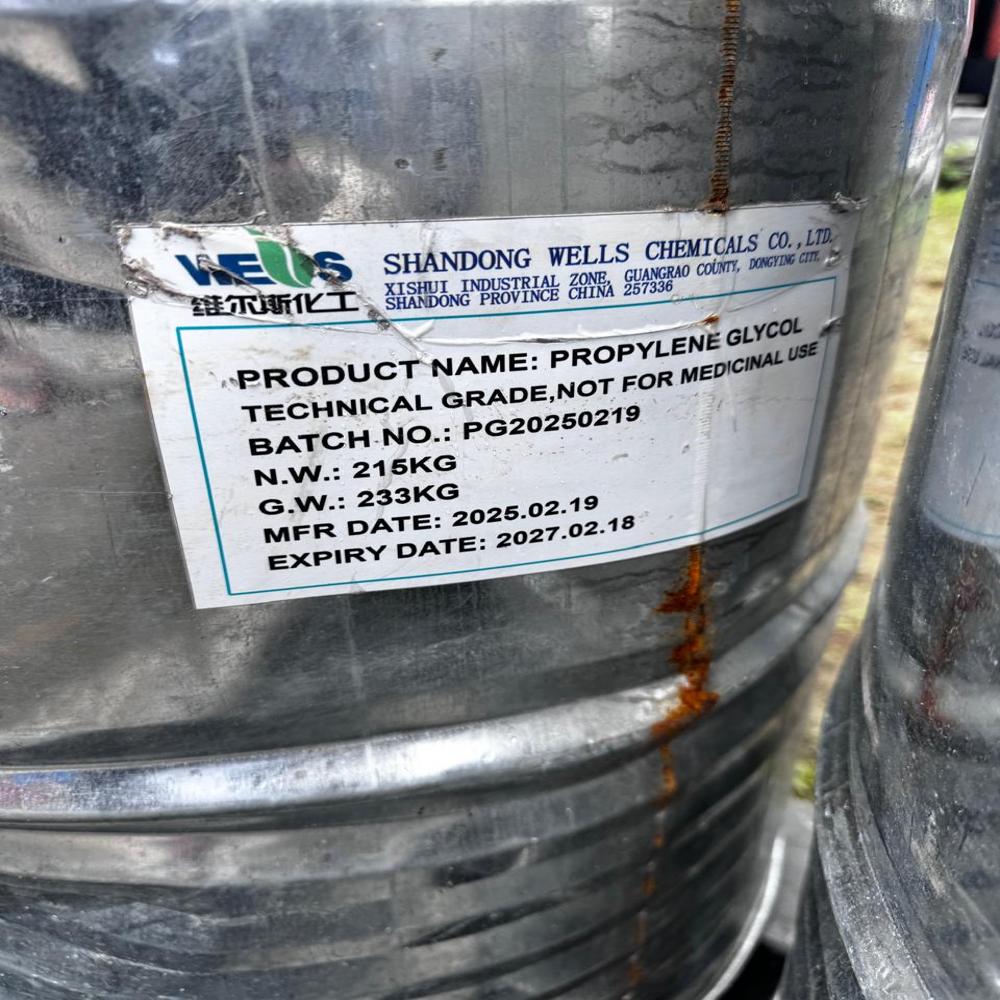 WELLS
维尔斯化工
SHANDONG WELLS CHEMICALS CO.,LTD.
XISHUI INDUSTRIAL ZONE, GUANGRAO COUNTY, DONGYING CITY,
SHANDONG PROVINCE CHINA 257336
PRODUCT NAME: PROPYLENE GLYCOL
TECHNICAL GRADE,NOT FOR MEDICINAL USE
BATCH NO.: PG20250219
N.W.: 215KG
G.W.: 233KG
MFR DATE: 2025.02.19
EXPIRY DATE: 2027.02.18